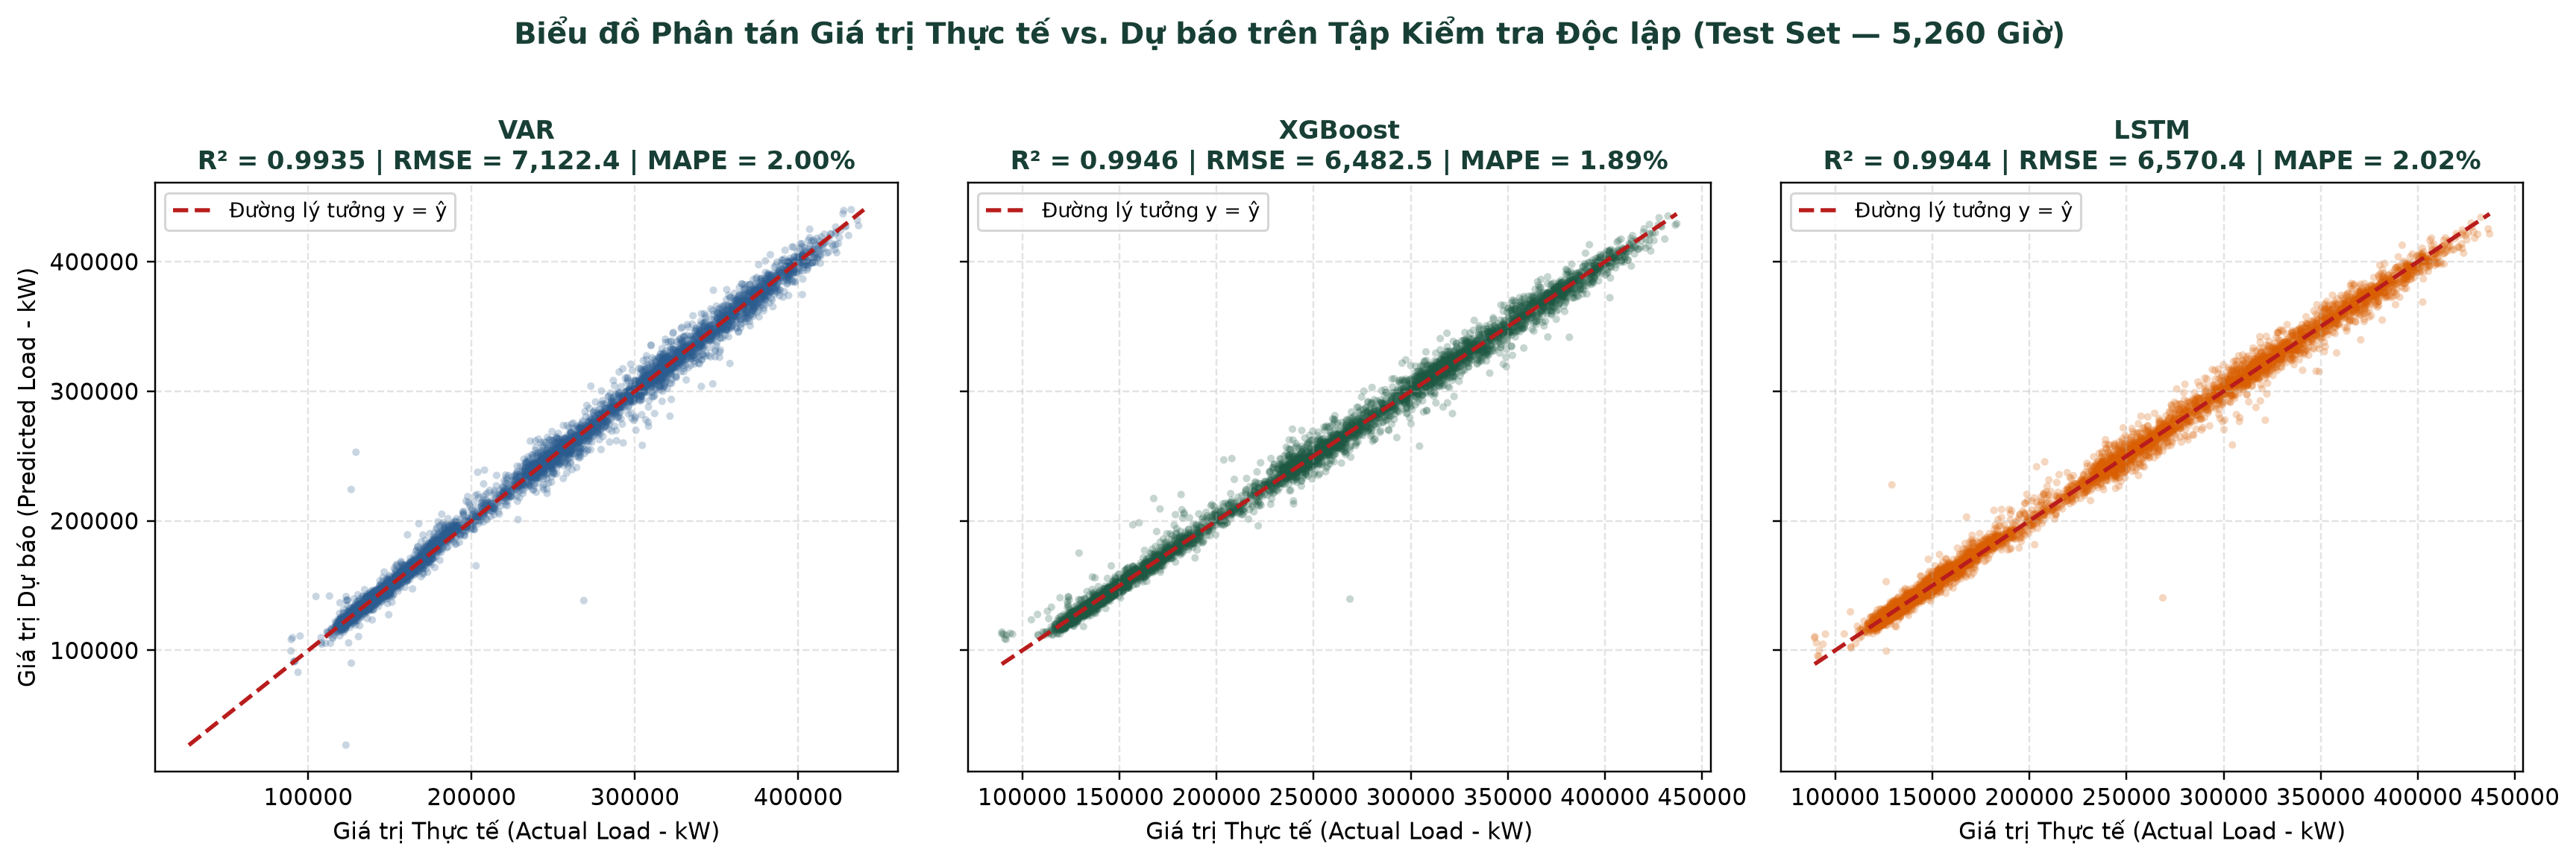 Biểu đồ Phân tán Giá trị Thực tế vs. Dự báo trên Tập Kiểm tra Độc lập (Test Set — 5,260 Giờ)
VAR
R² = 0.9935 | RMSE = 7,122.4 | MAPE = 2.00%
Đường lý tưởng y = ŷ
Giá trị Dự báo (Predicted Load - kW)
400000
300000
200000
100000
100000 200000 300000 400000
Giá trị Thực tế (Actual Load - kW)
XGBoost
R² = 0.9946 | RMSE = 6,482.5 | MAPE = 1.89%
Đường lý tưởng y = ŷ
100000 150000 200000 250000 300000 350000 400000 450000
Giá trị Thực tế (Actual Load - kW)
LSTM
R² = 0.9944 | RMSE = 6,570.4 | MAPE = 2.02%
Đường lý tưởng y = ŷ
100000 150000 200000 250000 300000 350000 400000 450000
Giá trị Thực tế (Actual Load - kW)